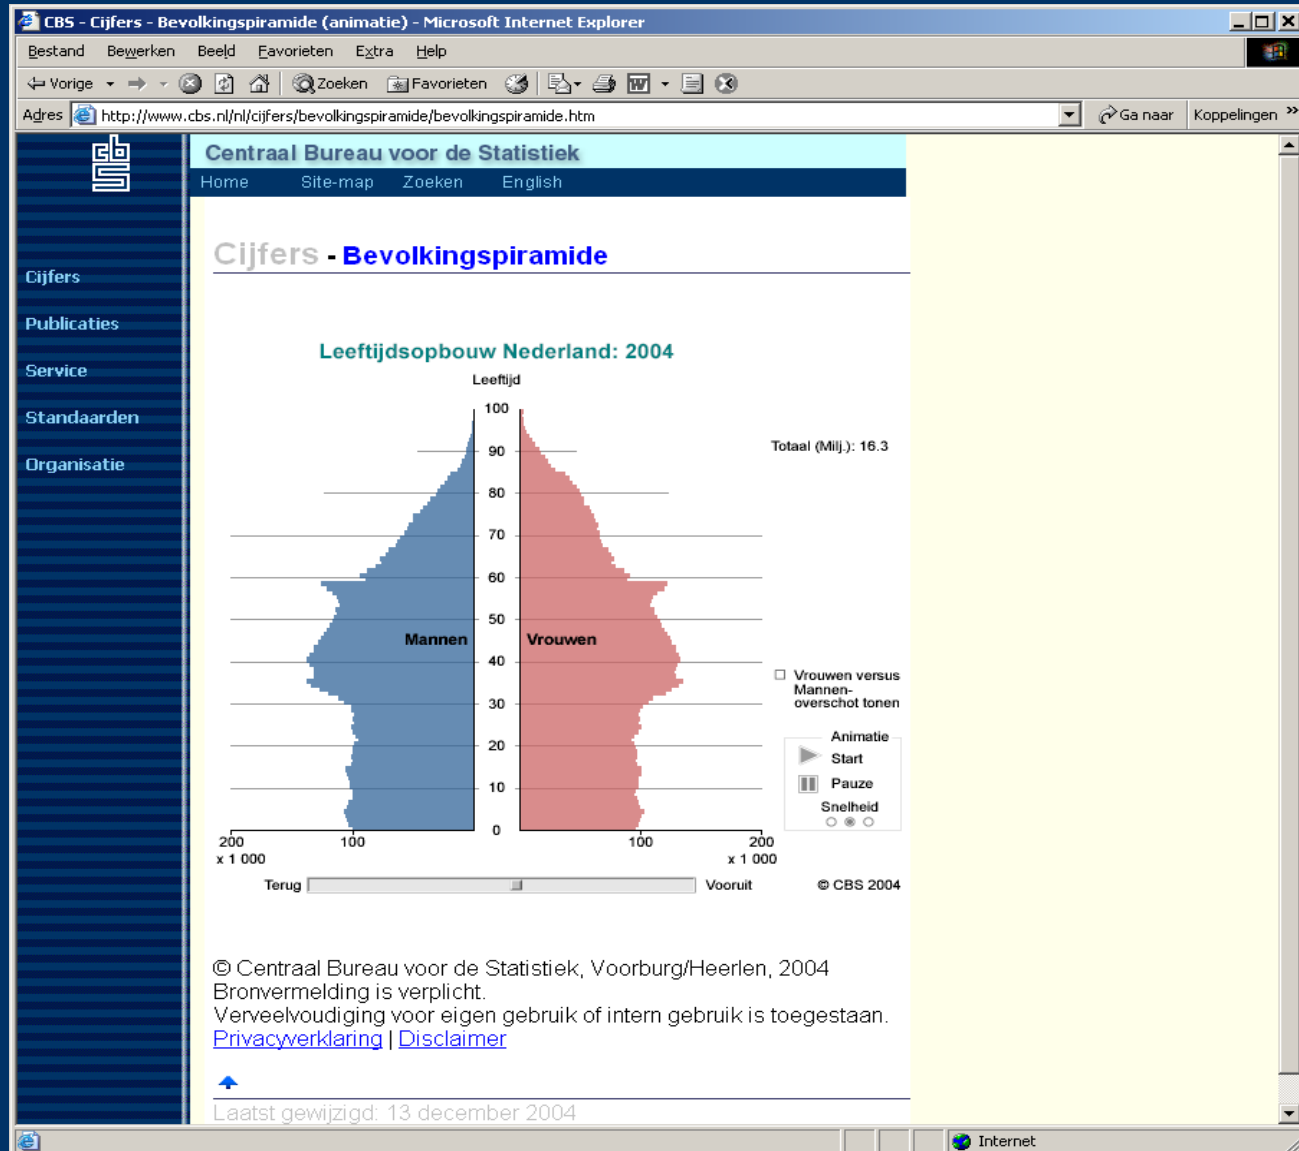 CBS - Cijfers - Bevolkingspiramide (animatie) - Microsoft Internet Explorer
Bestand Bewerken Beeld Favorieten Extra Help
Vorige Zoeken Favorieten
Adres http://www.cbs.nl/nl/cijfers/bevolkingspiramide/bevolkingspiramide.htm Ga naar Koppelingen »
cbs
Centraal Bureau voor de Statistiek
Home Site-map Zoeken English
Cijfers
Publicaties
Service
Standaarden
Organisatie
Cijfers - Bevolkingspiramide
Leeftijdsopbouw Nederland: 2004
Leeftijd
100
Totaal (Milj.): 16.3
90
80
70
60
50
Mannen Vrouwen
40
Vrouwen versus
Mannen-
overschot tonen
30
Animatie
20
Start
10
Pauze
Snelheid
0
200 100 100 200
x 1 000 x 1 000
Terug Vooruit © CBS 2004
© Centraal Bureau voor de Statistiek, Voorburg/Heerlen, 2004
Bronvermelding is verplicht.
Verveelvoudiging voor eigen gebruik of intern gebruik is toegestaan.
Privacyverklaring | Disclaimer
Laatst gewijzigd: 13 december 2004
Internet